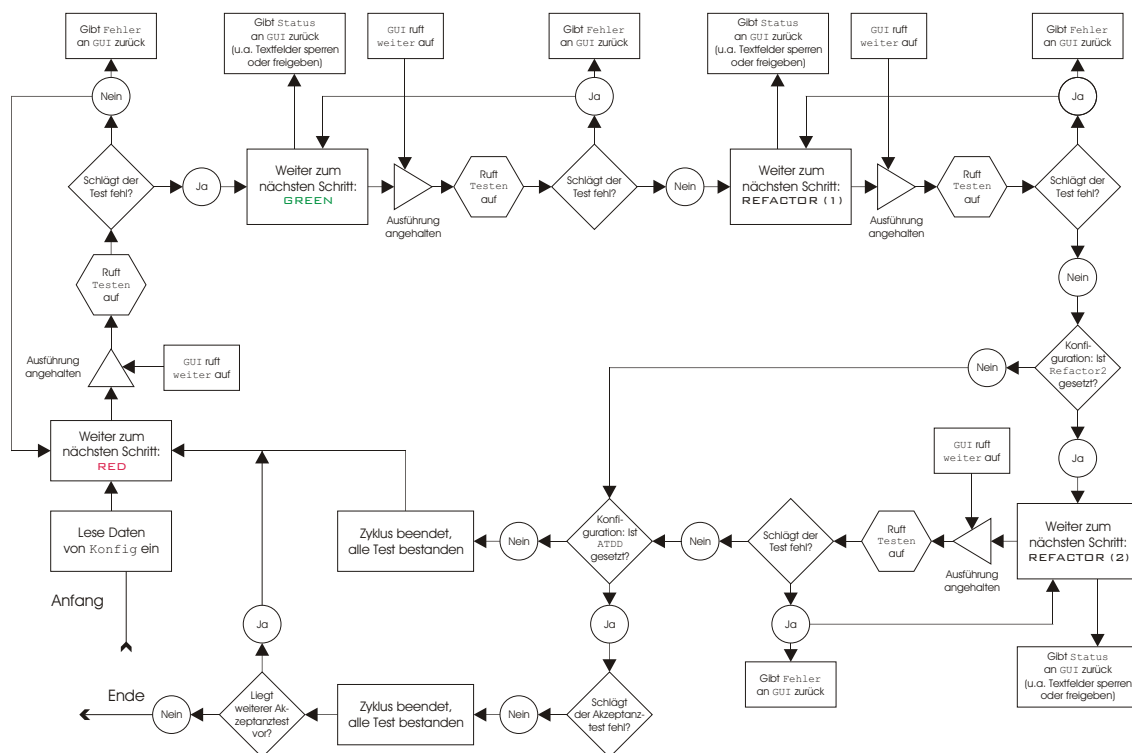 Gibt Fehler
an GUI zurück
Gibt Status
an GUI zurück
(u.a. Textfelder sperren
oder freigeben)
GUI ruft
weiter auf
Gibt Fehler
an GUI zurück
Gibt Status
an GUI zurück
(u.a. Textfelder sperren
oder freigeben)
GUI ruft
weiter auf
Gibt Fehler
an GUI zurück
Nein
Ja
Ja
Schlägt der
Test fehl?
Ja
Weiter zum
nächsten Schritt:
GREEN
Ausführung
angehalten
Ruft
Testen
auf
Schlägt der
Test fehl?
Nein
Weiter zum
nächsten Schritt:
REFACTOR (1)
Ausführung
angehalten
Ruft
Testen
auf
Schlägt der
Test fehl?
Ruft
Testen
auf
Nein
Ausführung
angehalten
GUI ruft
weiter auf
Nein
Konfi-
guration: Ist
Refactor2
gesetzt?
Weiter zum
nächsten Schritt:
RED
GUI ruft
weiter auf
Ja
Lese Daten
von Konfig ein
Zyklus beendet,
alle Test bestanden
Nein
Konfi-
guration: Ist
ATDD
gesetzt?
Nein
Schlägt der
Test fehl?
Ruft
Testen
auf
Ausführung
angehalten
Weiter zum
nächsten Schritt:
REFACTOR (2)
Anfang
Ja
Ja
Ja
Gibt Fehler
an GUI zurück
Gibt Status
an GUI zurück
(u.a. Textfelder sperren
oder freigeben)
Ende
Nein
Liegt
weiterer Ak-
zeptanztest
vor?
Zyklus beendet,
alle Test bestanden
Nein
Schlägt
der Akzeptanz-
test fehl?